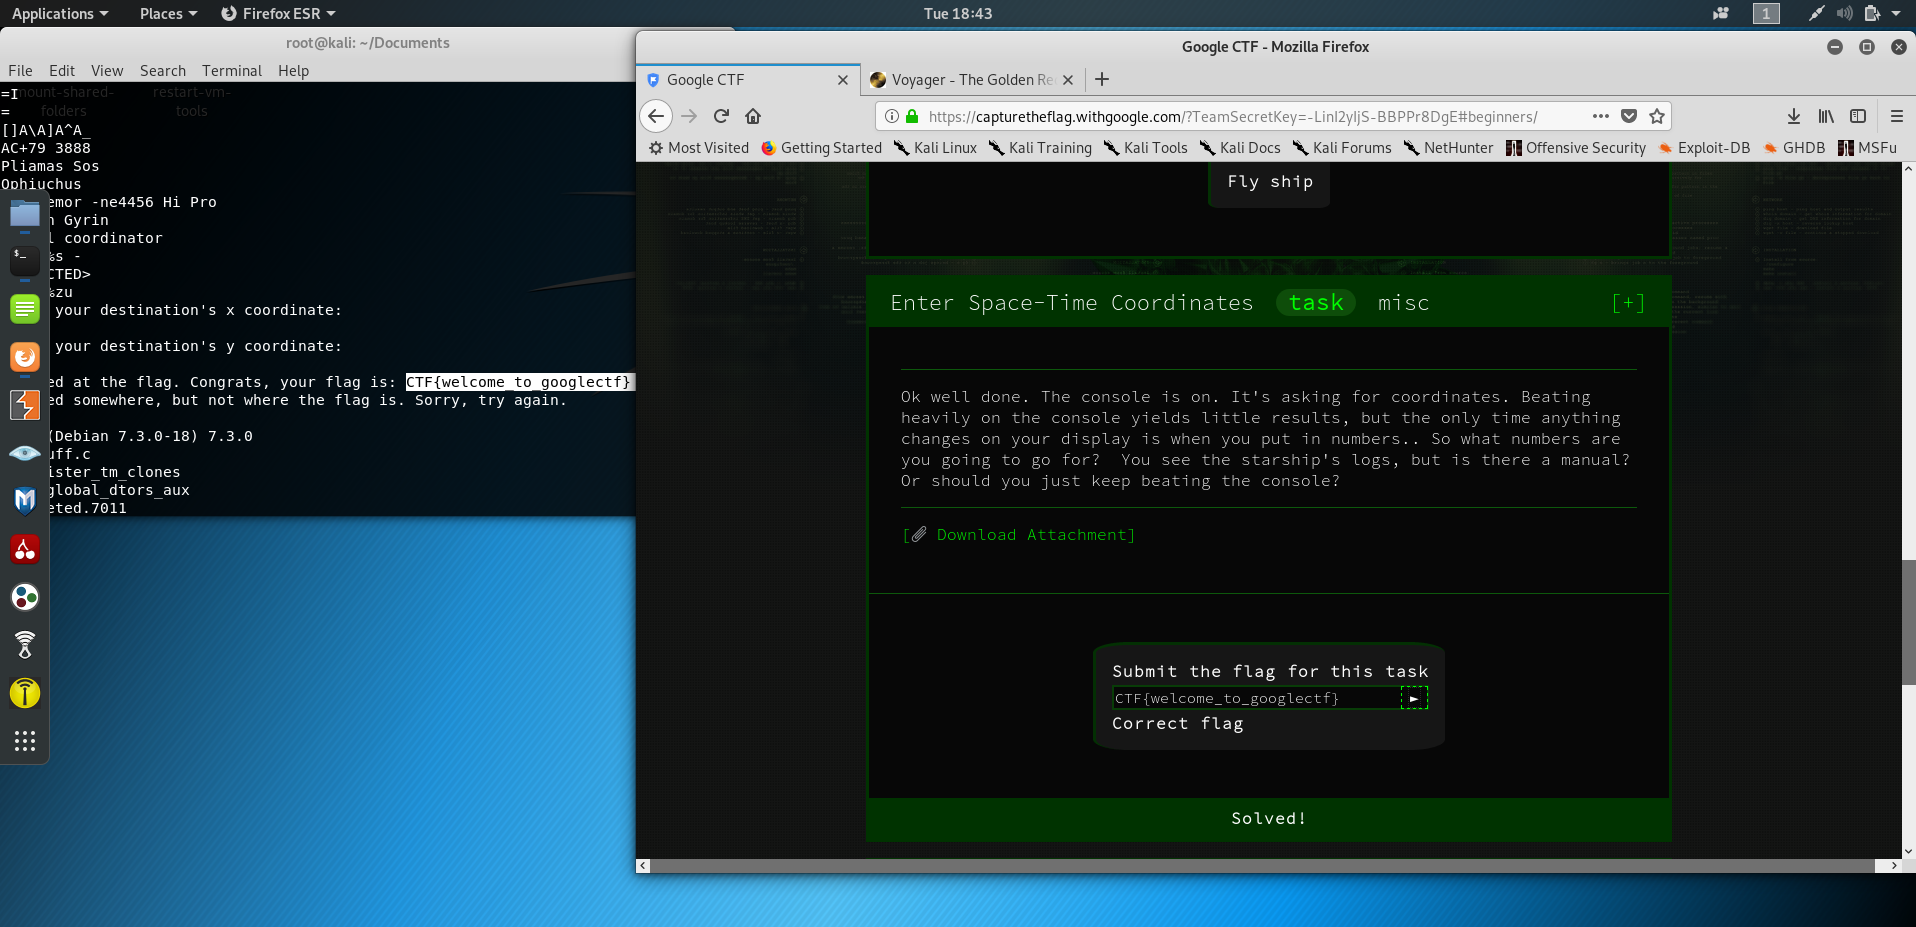 Applications Places Firefox ESR Tue 18:43 1
root@kali: ~/Documents
File Edit View Search Terminal Help
mount-shared-folders
restart-vm-tools
=I
=
[]A\A]A^A_
AC+79 3888
Pliamas Sos
Ophiuchus
emor -ne4456 Hi Pro
Gyrin
coordinator
%s -
CTED>
%zu
your destination's x coordinate:
your destination's y coordinate:
ed at the flag. Congrats, your flag is: CTF{welcome_to_googlectf}
ed somewhere, but not where the flag is. Sorry, try again.
(Debian 7.3.0-18) 7.3.0
uff.c
ister_tm_clones
global_dtors_aux
eted.7011
Google CTF - Mozilla Firefox
Google CTF
Voyager - The Golden Re
https://capturetheflag.withgoogle.com/?TeamSecretKey=-LinI2yIjS-BBPPr8DgE#beginners/
Most Visited Getting Started Kali Linux Kali Training Kali Tools Kali Docs Kali Forums NetHunter Offensive Security Exploit-DB GHDB MSFu
Fly ship
Enter Space-Time Coordinates task misc [+]
Ok well done. The console is on. It's asking for coordinates. Beating
heavily on the console yields little results, but the only time anything
changes on your display is when you put in numbers.. So what numbers are
you going to go for?  You see the starship's logs, but is there a manual?
Or should you just keep beating the console?
[Download Attachment]
Submit the flag for this task
CTF{welcome_to_googlectf}
Correct flag
Solved!